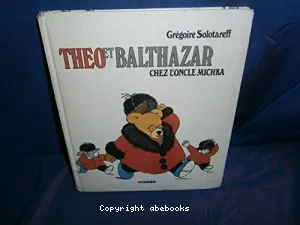 Grégoire Solotareff
THEO ET BALTHAZAR
CHEZ L'ONCLE MICHKA
Copyright abebooks